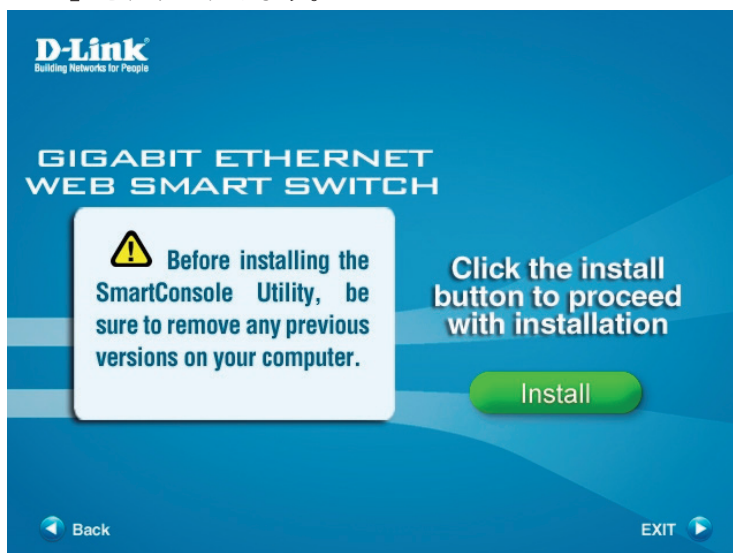 D-Link®
Building Networks for People
GIGABIT ETHERNET
WEB SMART SWITCH
Before installing the
SmartConsole Utility, be
sure to remove any previous
versions on your computer.
Click the install
button to proceed
with installation
Install
Back
EXIT